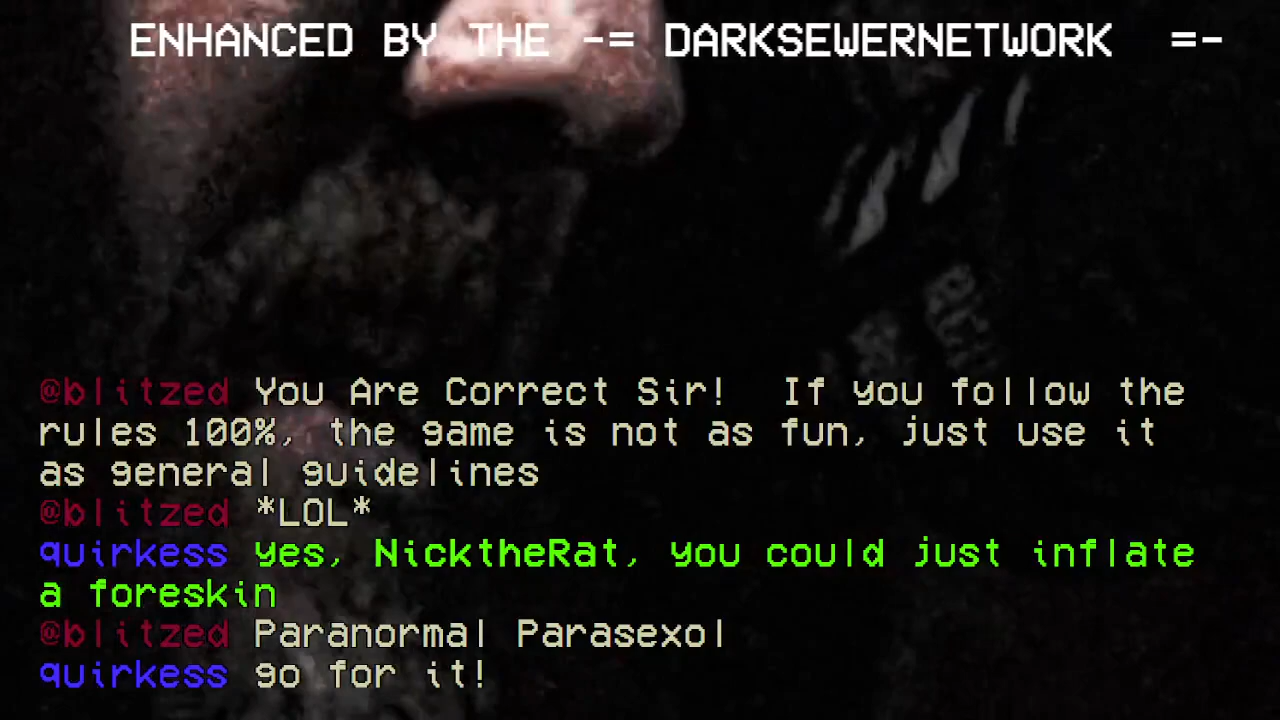 ENHANCED BY THE -= DARKSEWERNETWORK =-
@blitzed You Are Correct Sir! If you follow the
rules 100%, the game is not as fun, just use it
as general guidelines
@blitzed *LOL*
quirkess yes, NicktheRat, you could just inflate
a foreskin
@blitzed Paranormal Parasexol
quirkess go for it!